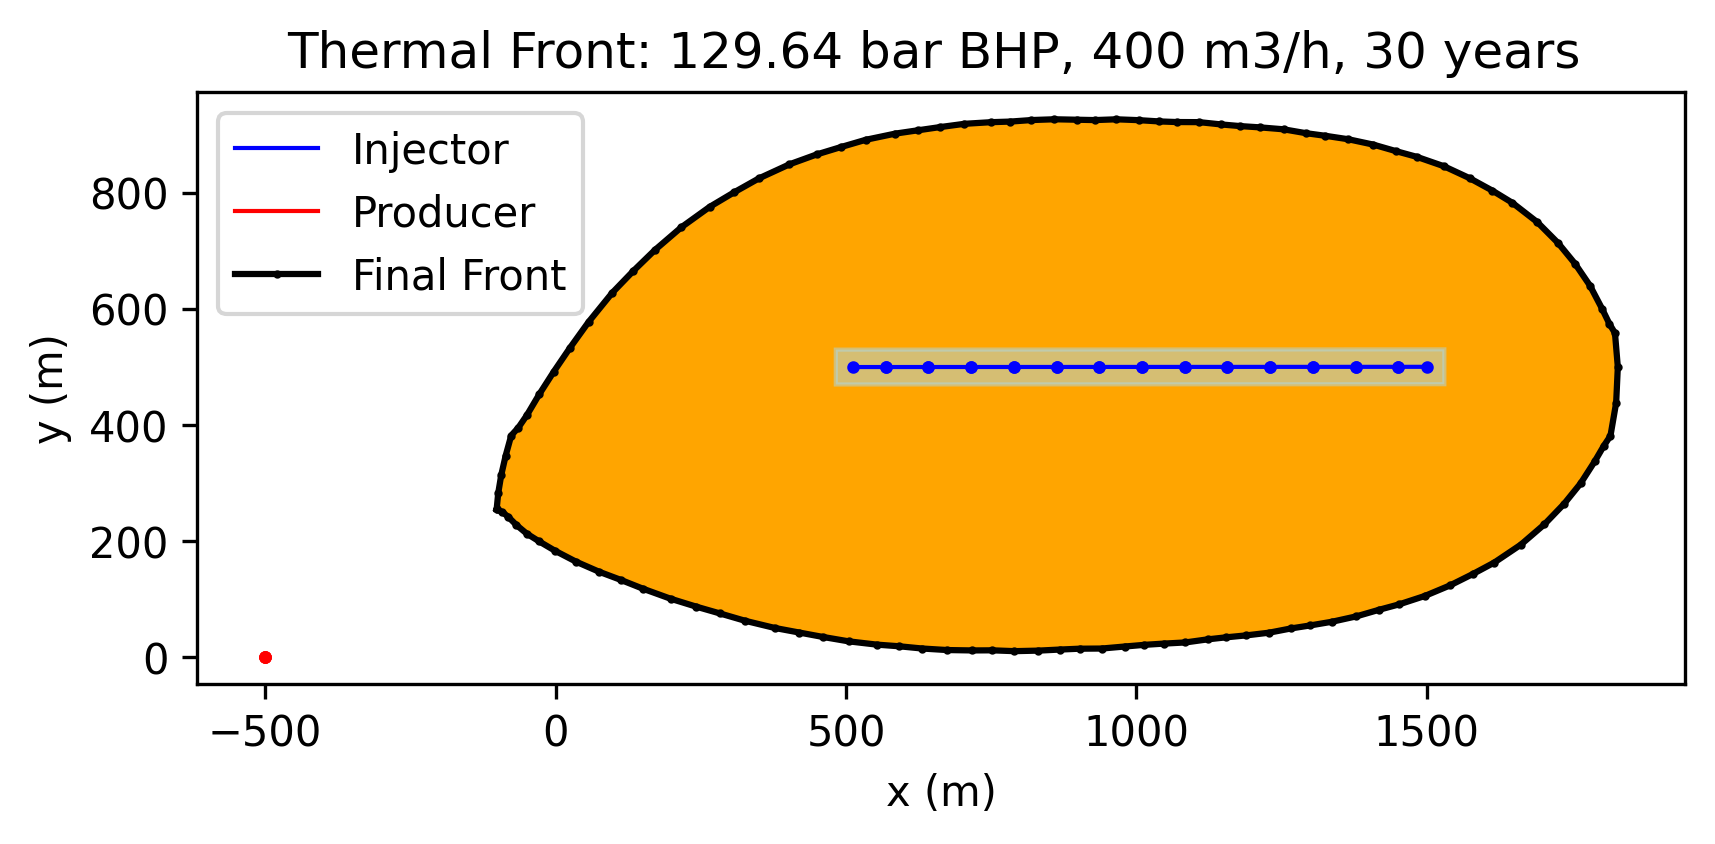 Thermal Front: 129.64 bar BHP, 400 m3/h, 30 years
Injector
Producer
Final Front
800
600
400
200
0
y (m)
−500
0
500
1000
1500
x (m)